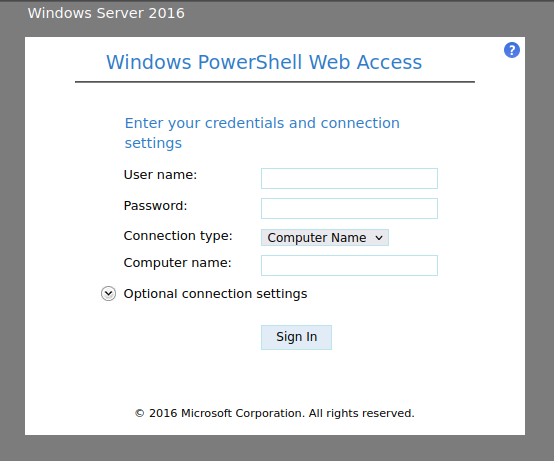 Windows Server 2016
?
Windows PowerShell Web Access
Enter your credentials and connection
settings
User name:
Password:
Connection type: Computer Name
Computer name:
Optional connection settings
Sign In
© 2016 Microsoft Corporation. All rights reserved.